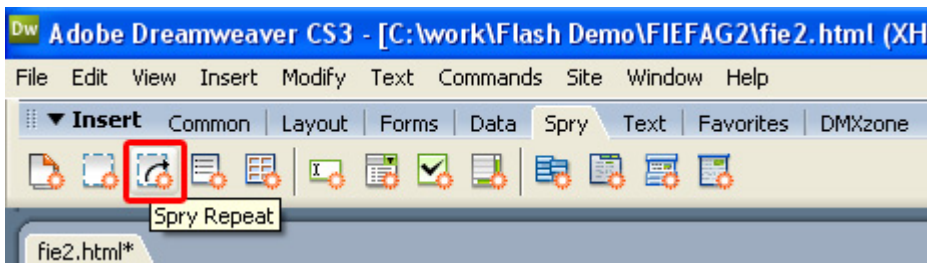 Dw Adobe Dreamweaver CS3 - [C:\work\Flash Demo\FIEFAG2\fie2.html (XH
File Edit View Insert Modify Text Commands Site Window Help
▼ Insert Common | Layout | Forms | Data | Spry | Text | Favorites | DMXzone
Spry Repeat
fie2.html*